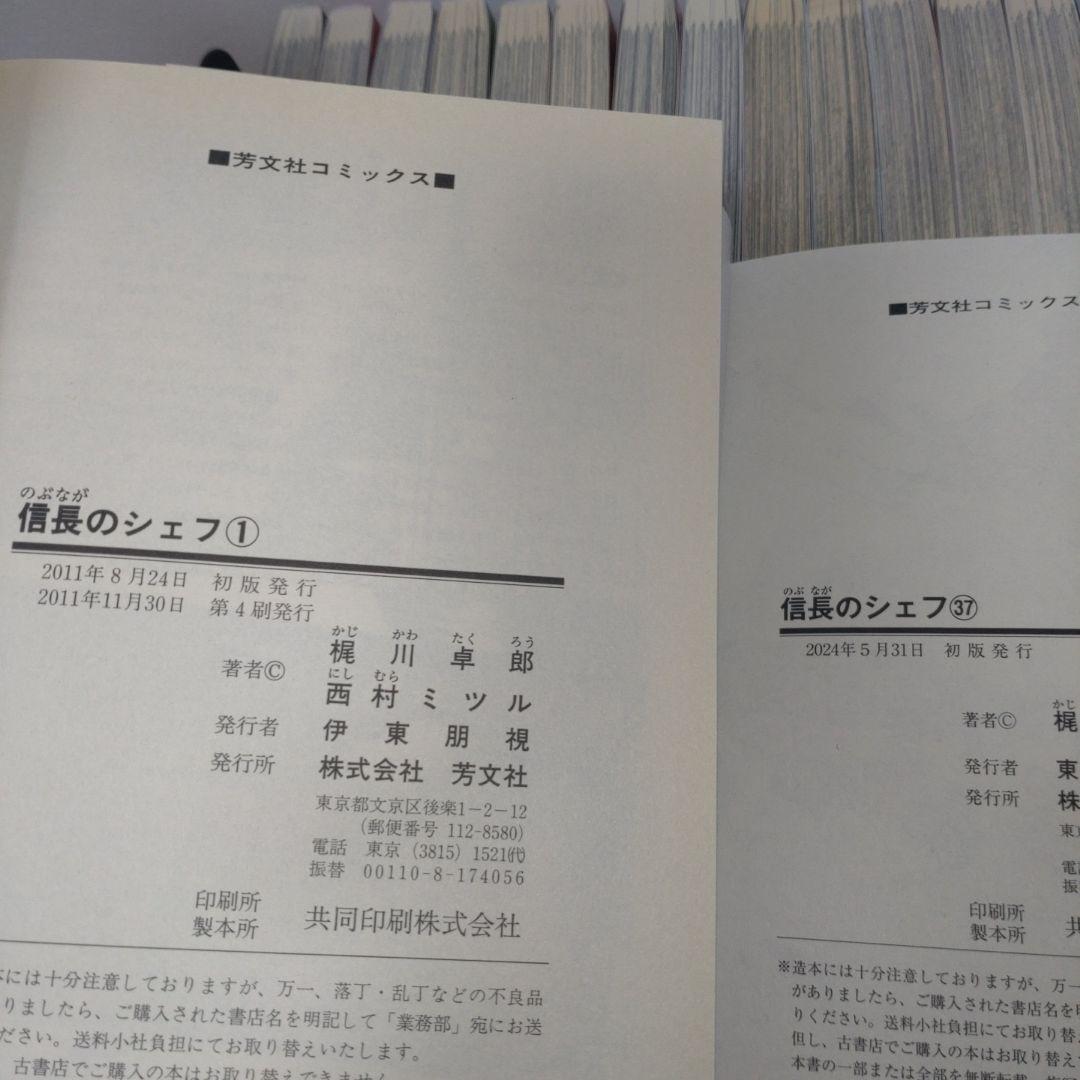 ■芳文社コミックス■
のぶなが
信長のシェフ①
2011年8月24日 初版発行
2011年11月30日 第4刷発行
かじ かわ たく ろう
著者© 梶川卓郎
にし むら
西村ミツル
発行者 伊東朋視
発行所 株式会社 芳文社
東京都文京区後楽1-2-12
(郵便番号 112-8580)
電話 東京 (3815) 1521㈹
振替 00110-8-174056
印刷所
製本所 共同印刷株式会社
には十分注意しておりますが、万一、落丁・乱丁などの不良品
りましたら、ご購入された書店名を明記して「業務部」宛にお送
ださい。送料小社負担にてお取り替えいたします。
古書店でご購入の本はお取り替えできません
■芳文社コミックス
のぶ なが
信長のシェフ㊲
2024年5月31日 初版発行
かじ
著者© 梶
発行者 東
発行所 株
東
電
振
印刷所
製本所 共
※造本には十分注意しておりますが、万一
がありましたら、ご購入された書店名を明
りください。送料小社負担にてお取り替え
但し、古書店でご購入の本はお取り替え
本書の一部または全部を無断転載